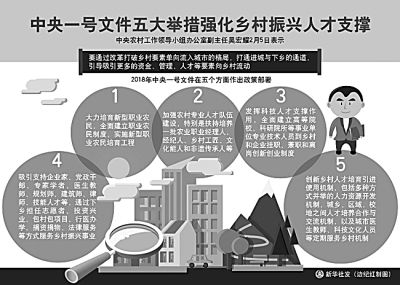 中央一号文件五大举措强化乡村振兴人才支撑
中央农村工作领导小组办公室副主任吴宏耀2月5日表示
要通过改革打破乡村要素单向流入城市的格局，打通进城与下乡的通道，
引导吸引更多的资金、管理、人才等要素向乡村流动
2018年中央一号文件在五个方面作出政策部署
1
大力培育新型职业农
民，全面建立职业农
民制度，实施新型职
业农民培育工程
2
加强农村专业人才队伍
建设，特别是扶持培养
一批农业职业经理人，
经纪人、乡村工匠、文
化能人和非遗传承人等
3
发挥科技人才支撑作
用，全面建立高等院
校、科研院所等事业单
位专业技术人员到乡村
和企业挂职、兼职和离
岗创新创业制度
4
吸引支持企业家、党政干
部、专家学者、医生教
师、规划师、建筑师、律
师、技能人才等，通过下
乡担任志愿者、投资兴
业、包村包项目、行医办
学、捐资捐物、法律服务
等方式服务乡村振兴事业
5
创新乡村人才培育引进
使用机制，包括多种方
式并举的人力资源开发
机制，城乡、区域、校
地之间人才培养合作与
交流机制，以及城市医
生教师、科技文化人员
等定期服务乡村机制
新华社发（边纪红制图）